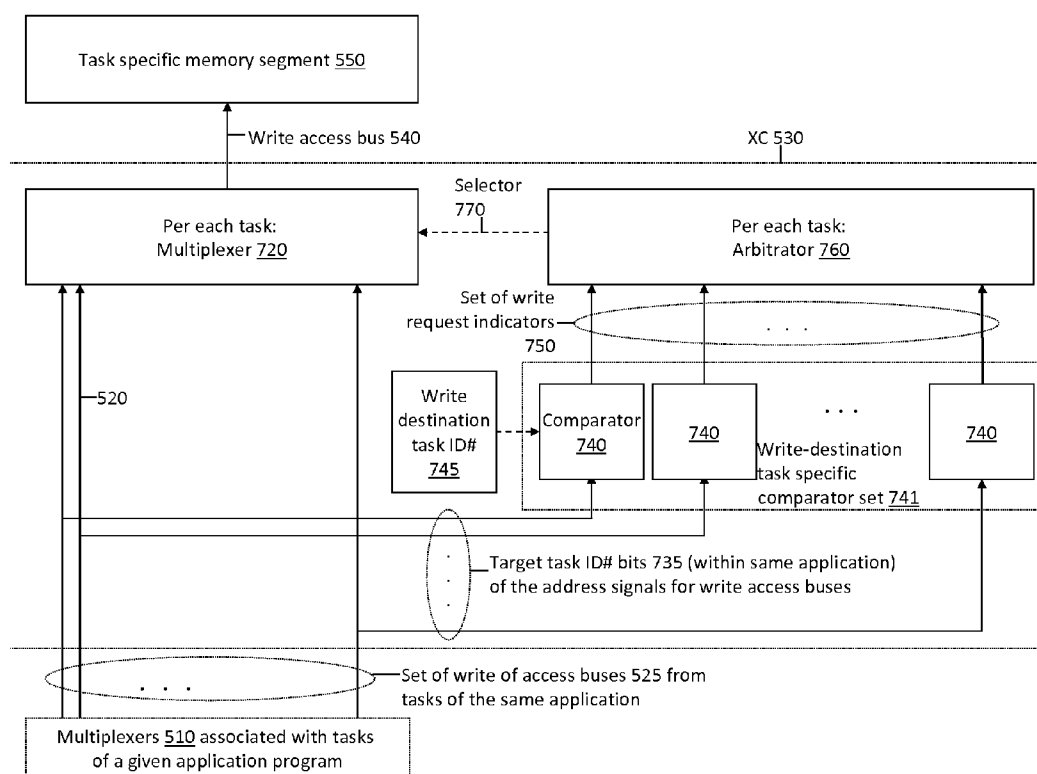 Task specific memory segment 550
Write access bus 540
XC 530
Per each task:
Multiplexer 720
Selector
770
Per each task:
Arbitrator 760
Set of write
request indicators
750
. . .
520
Write
destination
task ID#
745
Comparator
740
740
. . .
740
Write-destination
task specific
comparator set 741
. . .
Target task ID# bits 735 (within same application)
of the address signals for write access buses
. . .
Set of write of access buses 525 from
tasks of the same application
Multiplexers 510 associated with tasks
of a given application program